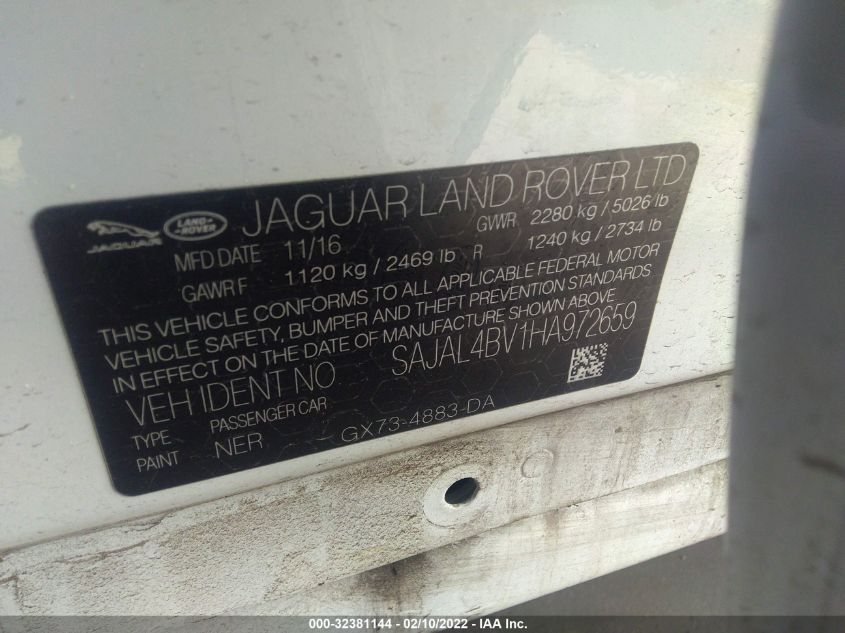 JAGUAR LAND-ROVER JAGUAR LAND ROVER LTD
MFD DATE 11/16 GVWR 2280 kg / 5026 lb
GAWR F 1120 kg / 2469 lb R 1240 kg / 2734 lb
THIS VEHICLE CONFORMS TO ALL APPLICABLE FEDERAL MOTOR
VEHICLE SAFETY, BUMPER AND THEFT PREVENTION STANDARDS
IN EFFECT ON THE DATE OF MANUFACTURE SHOWN ABOVE
VEH IDENT NO SAJAL4BV1HA972659
TYPE PASSENGER CAR
PAINT NER GX73-4883-DA
000-32381144 - 02/10/2022 - IAA Inc.